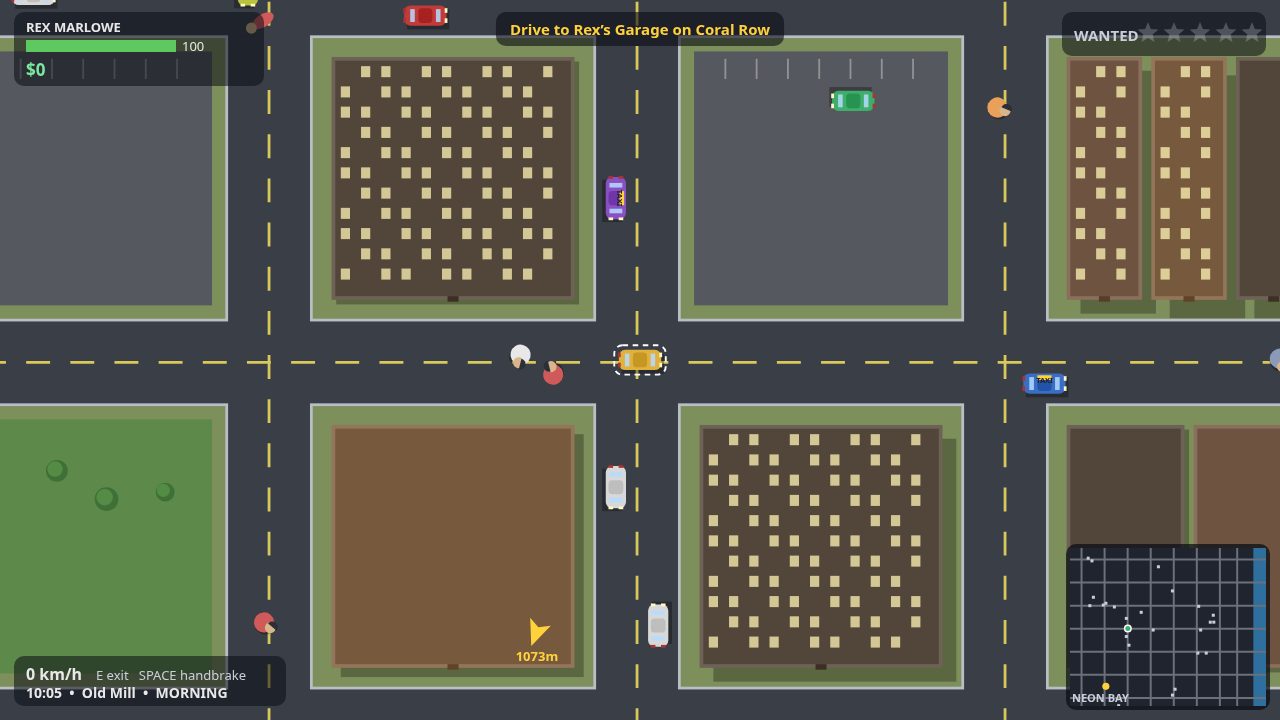 REX MARLOWE
100
$0
Drive to Rex's Garage on Coral Row
WANTED
1073m
0 km/h E exit SPACE handbrake
10:05 • Old Mill • MORNING
NEON BAY